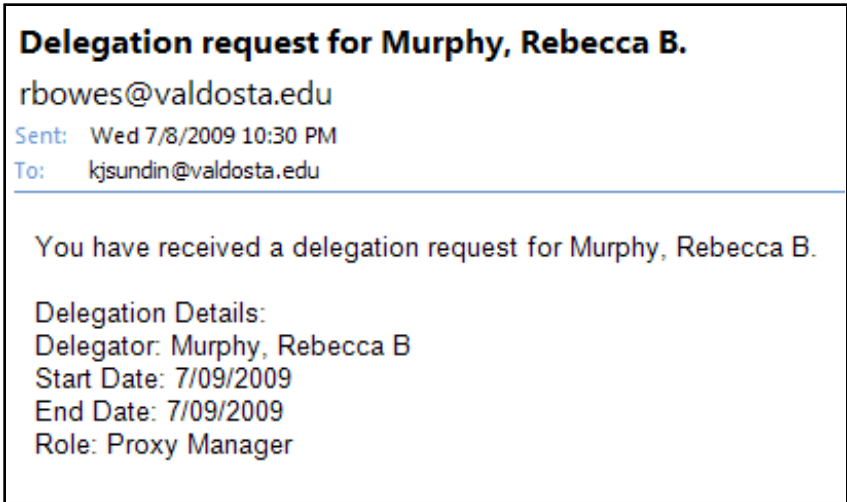 Delegation request for Murphy, Rebecca B.
rbowes@valdosta.edu
Sent: Wed 7/8/2009 10:30 PM
To: kjsundin@valdosta.edu
You have received a delegation request for Murphy, Rebecca B.
Delegation Details:
Delegator: Murphy, Rebecca B
Start Date: 7/09/2009
End Date: 7/09/2009
Role: Proxy Manager